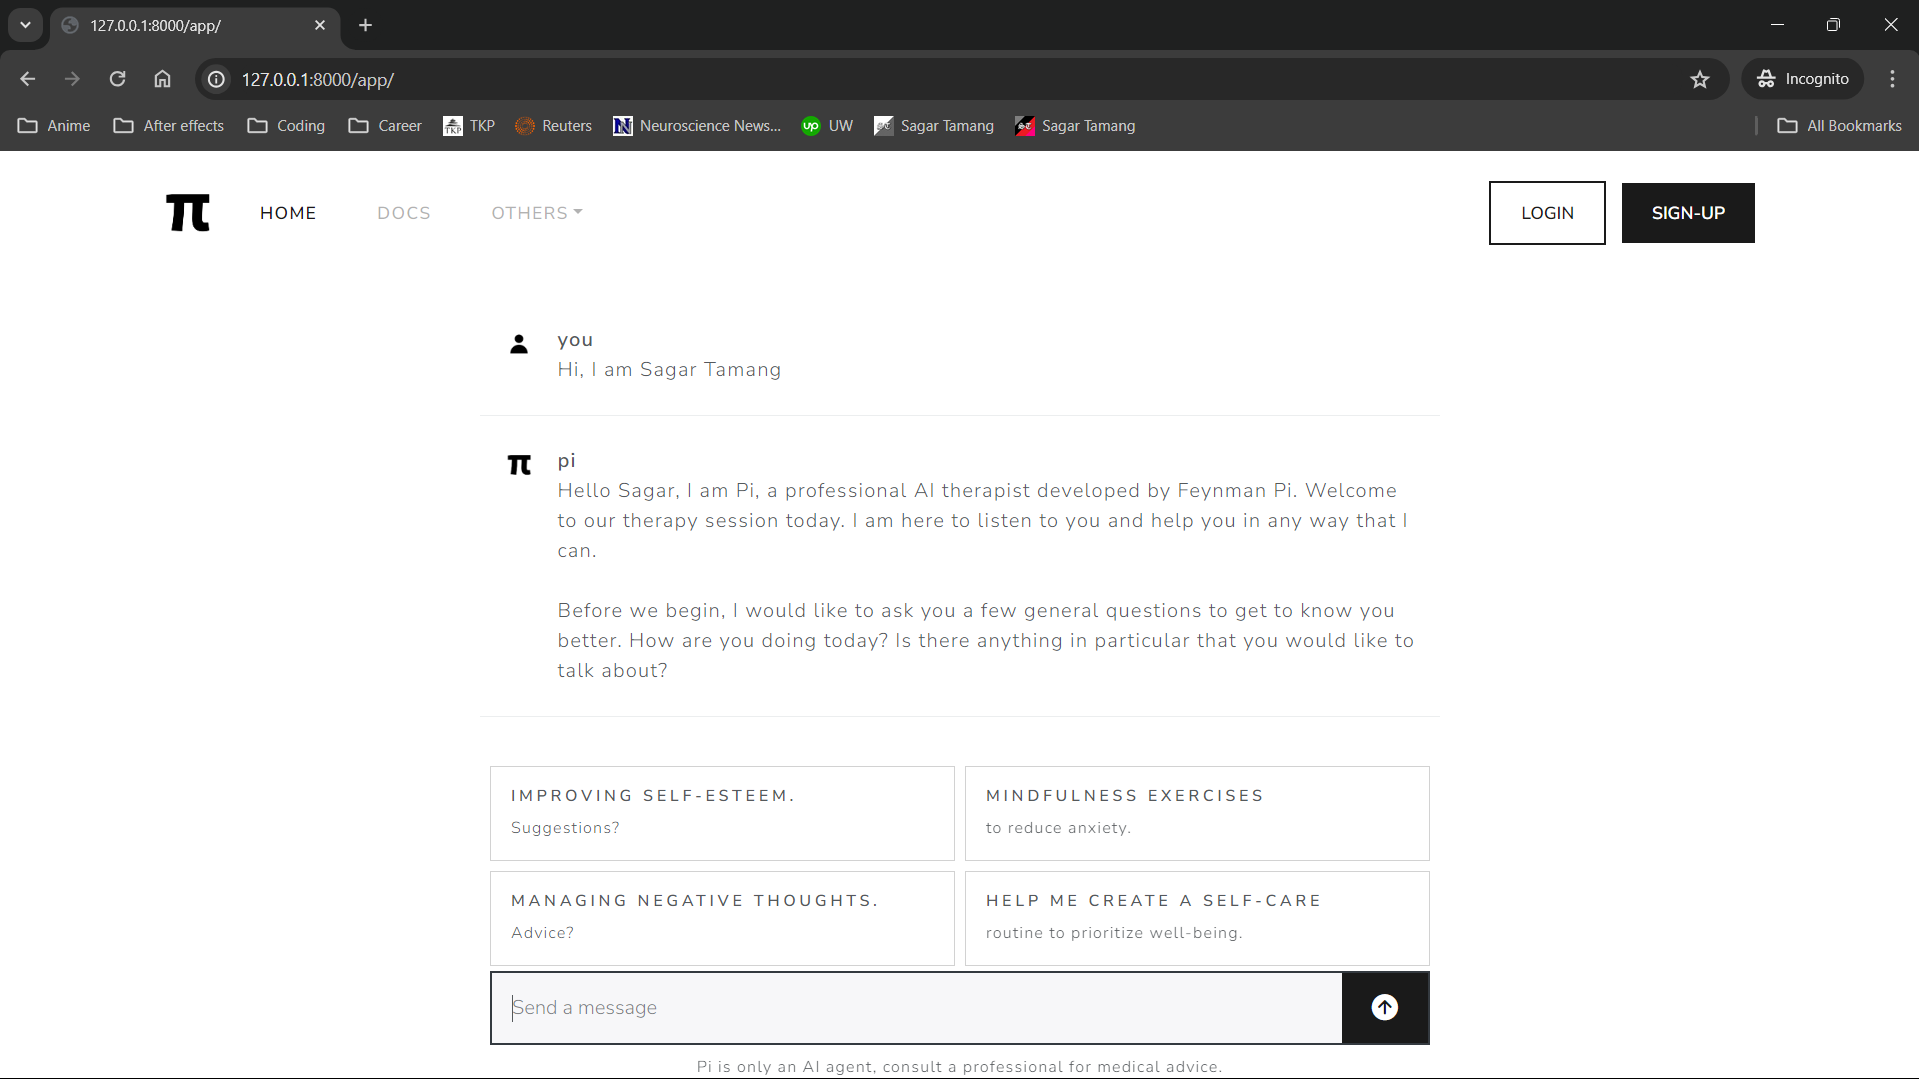 127.0.0.1:8000/app/
127.0.0.1:8000/app/
Incognito
Anime After effects Coding Career TKP Reuters Neuroscience News... UW Sagar Tamang Sagar Tamang All Bookmarks
π HOME DOCS OTHERS LOGIN SIGN-UP
you
Hi, I am Sagar Tamang
π pi
Hello Sagar, I am Pi, a professional AI therapist developed by Feynman Pi. Welcome
to our therapy session today. I am here to listen to you and help you in any way that I
can.
Before we begin, I would like to ask you a few general questions to get to know you
better. How are you doing today? Is there anything in particular that you would like to
talk about?
IMPROVING SELF-ESTEEM.
Suggestions?
MINDFULNESS EXERCISES
to reduce anxiety.
MANAGING NEGATIVE THOUGHTS.
Advice?
HELP ME CREATE A SELF-CARE
routine to prioritize well-being.
Send a message
Pi is only an AI agent, consult a professional for medical advice.